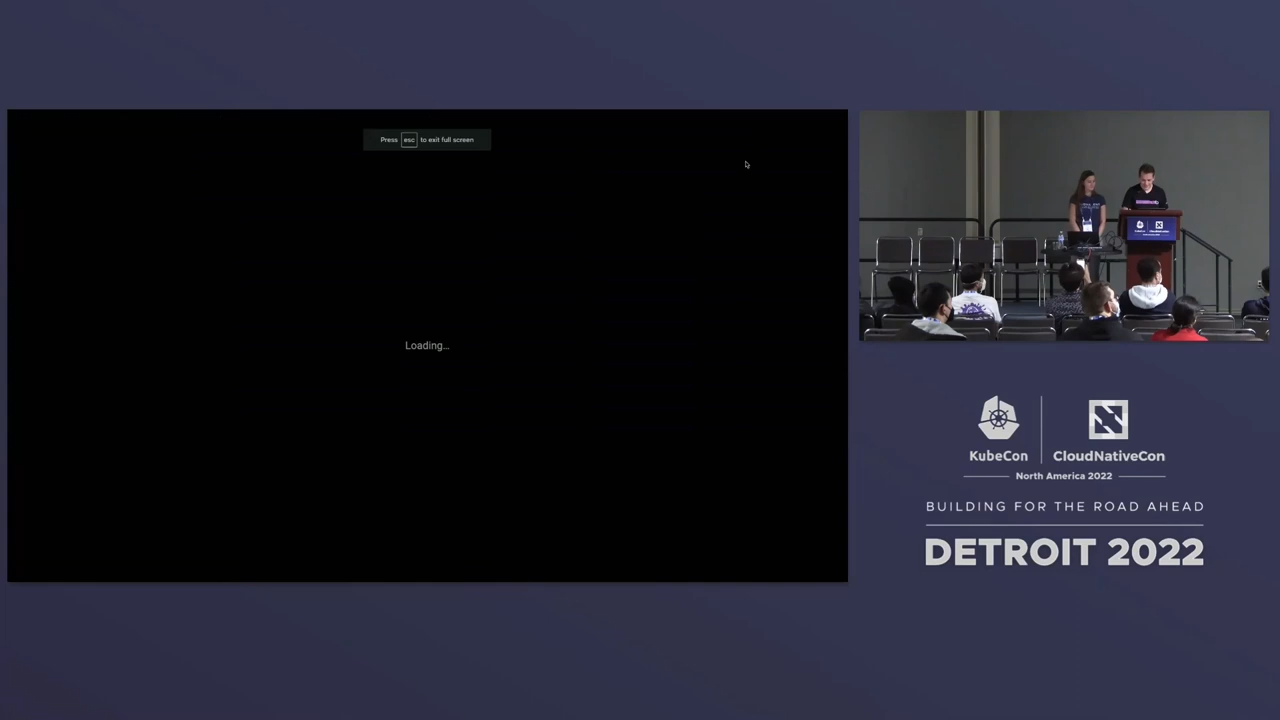 Press esc to exit full screen
Loading...
KubeCon
CloudNativeCon
North America 2022
BUILDING FOR THE ROAD AHEAD
DETROIT 2022